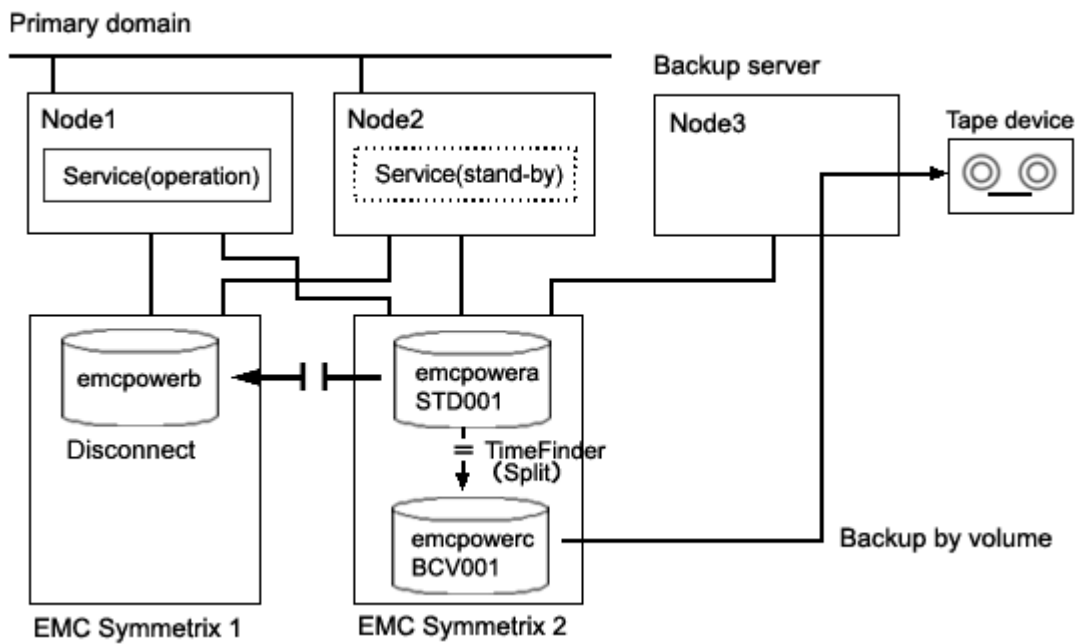 Primary domain
Backup server
Node1
Node2
Node3
Tape device
Service(operation)
Service(stand-by)
emcpowerb
emcpowera
STD001
Disconnect
TimeFinder
(Split)
emcpowerc
BCV001
Backup by volume
EMC Symmetrix 1
EMC Symmetrix 2